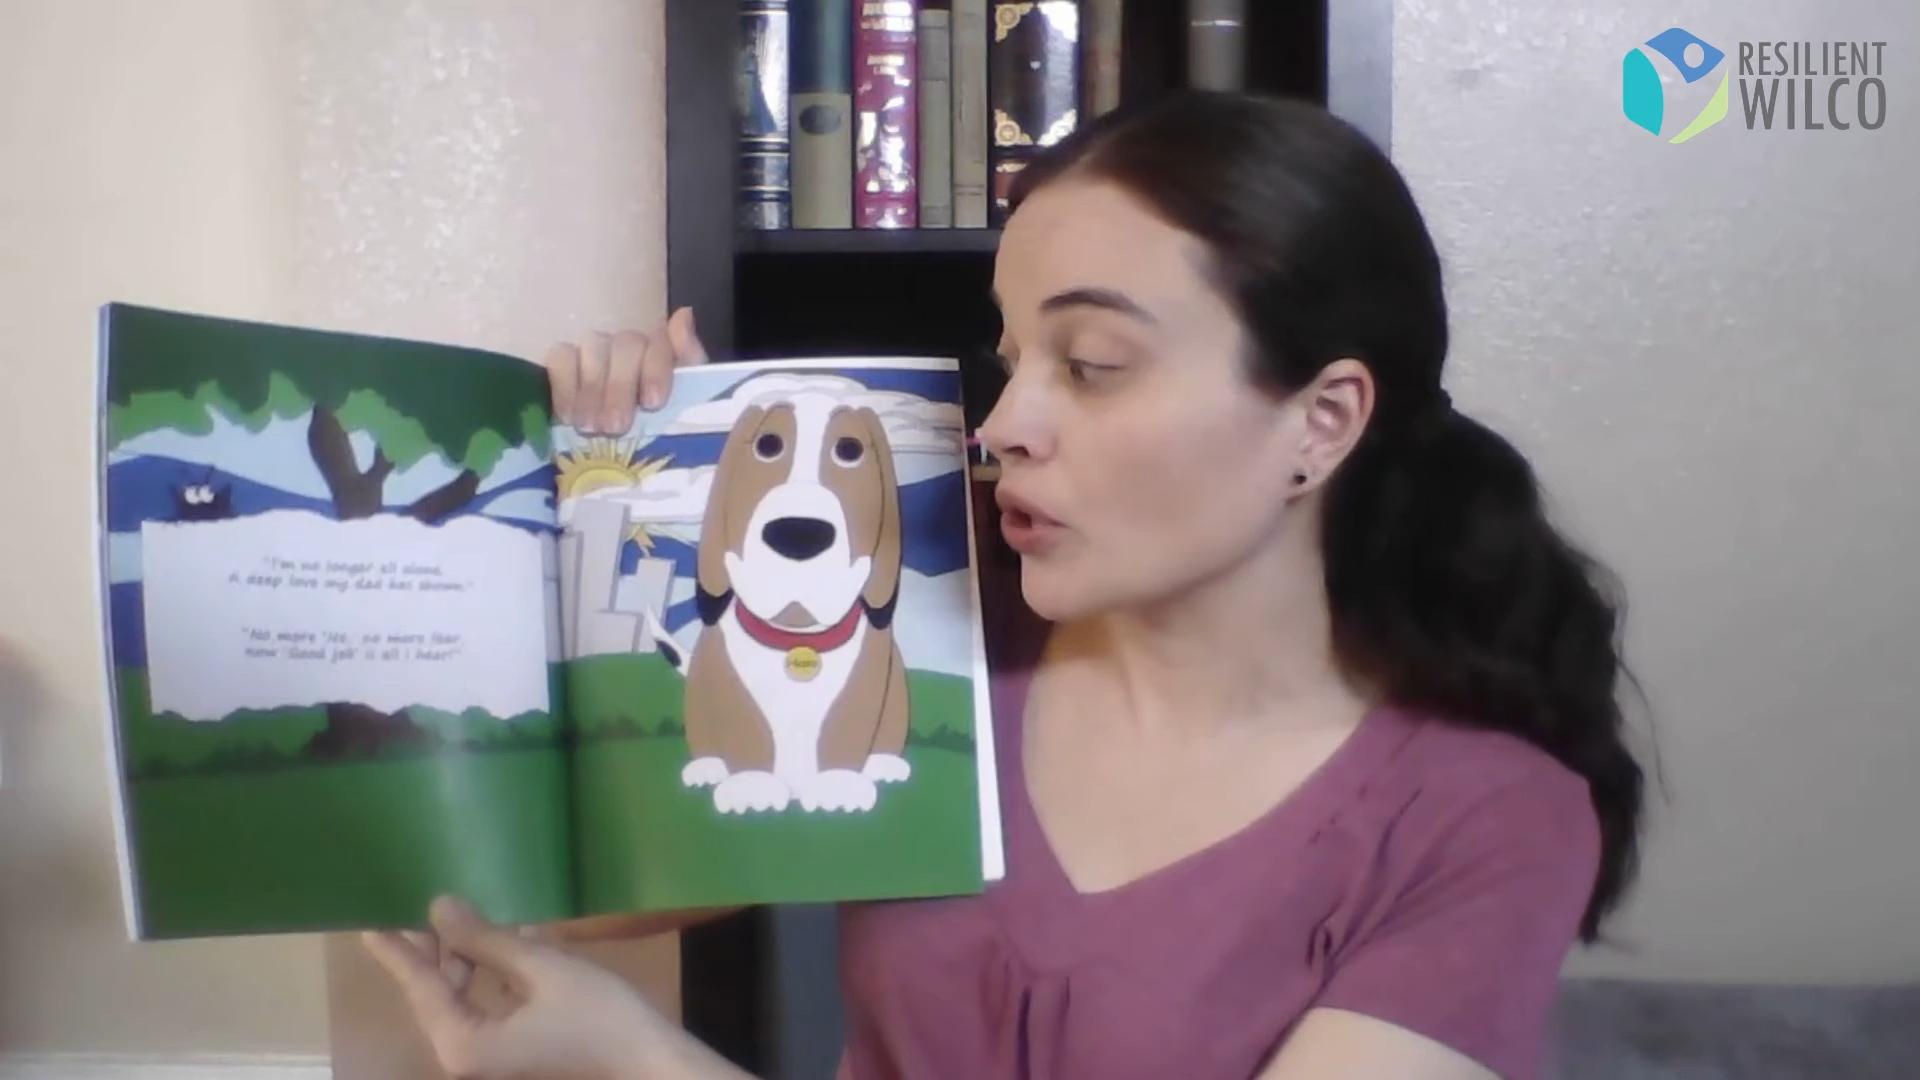 RESILIENT
WILCO
"I'm no longer all alone.
A deep love my dad has shown."
"No more 'No,' no more fear,
now 'Good job' is all I hear!"